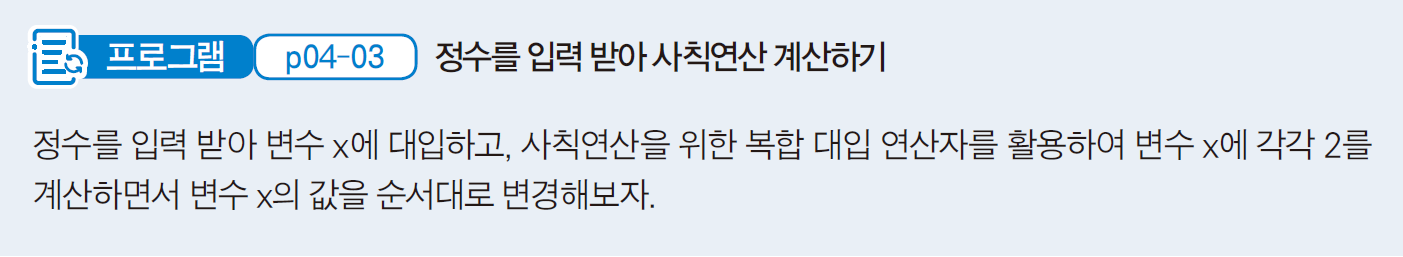 프로그램 p04-03 정수를 입력 받아 사칙연산 계산하기
정수를 입력 받아 변수 x에 대입하고, 사칙연산을 위한 복합 대입 연산자를 활용하여 변수 x에 각각 2를
계산하면서 변수 x의 값을 순서대로 변경해보자.